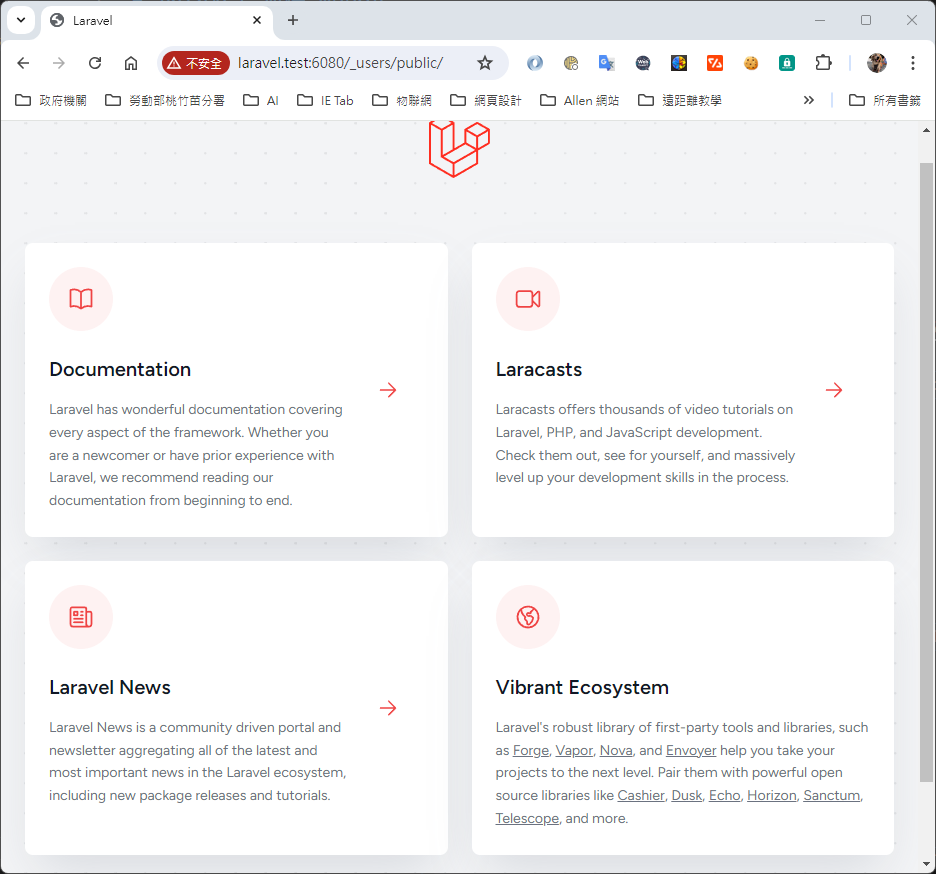 Laravel
不安全
laravel.test:6080/_users/public/
政府機關
勞動部桃竹苗分署
AI
IE Tab
物聯網
網頁設計
Allen 網站
遠距離教學
所有書籤
Documentation
Laravel has wonderful documentation covering
every aspect of the framework. Whether you
are a newcomer or have prior experience with
Laravel, we recommend reading our
documentation from beginning to end.
Laracasts
Laracasts offers thousands of video tutorials on
Laravel, PHP, and JavaScript development.
Check them out, see for yourself, and massively
level up your development skills in the process.
Laravel News
Laravel News is a community driven portal and
newsletter aggregating all of the latest and
most important news in the Laravel ecosystem,
including new package releases and tutorials.
Vibrant Ecosystem
Laravel's robust library of first-party tools and libraries, such
as Forge, Vapor, Nova, and Envoyer help you take your
projects to the next level. Pair them with powerful open
source libraries like Cashier, Dusk, Echo, Horizon, Sanctum,
Telescope, and more.